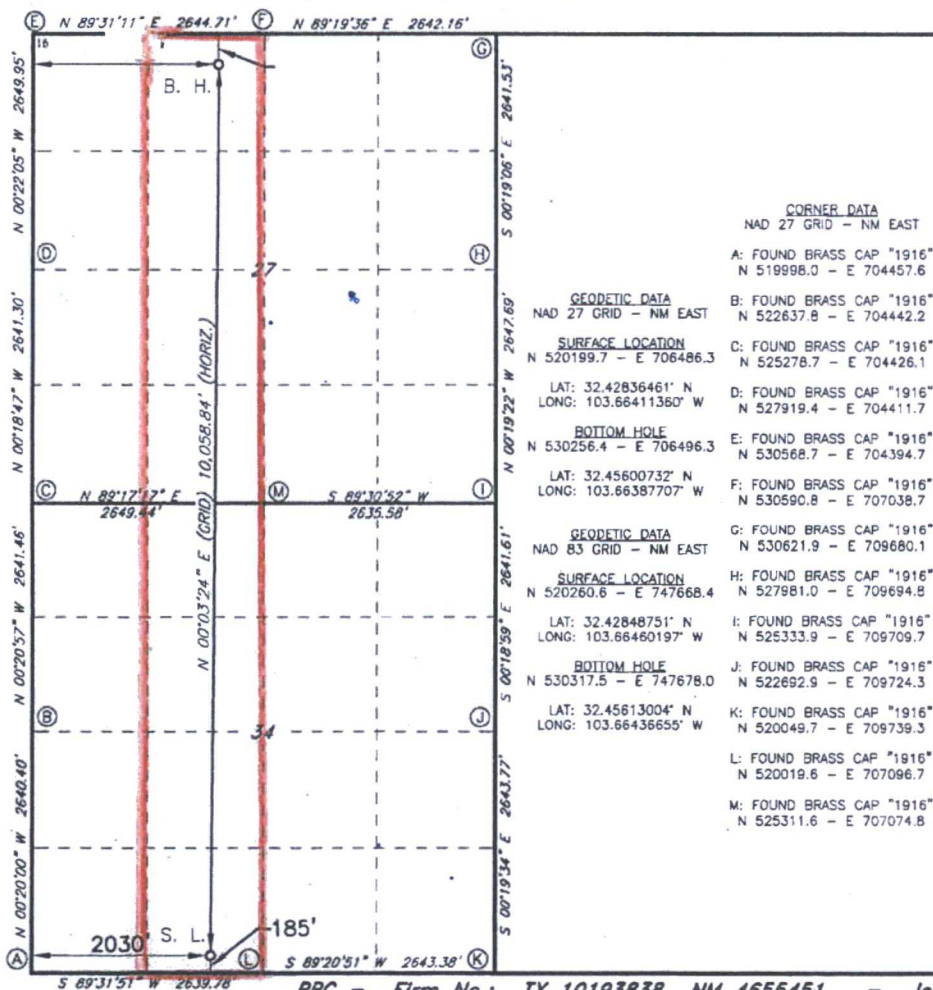 N 89°31'11" E 2644.71'
N 89°19'36" E 2642.16'
E
F
G
16
B. H.
N 00°22'05" W 2649.95'
S 00°19'06" E 2641.53'
D
27
H
N 00°18'47" W 2641.30'
N 00°19'22" W 2647.69'
N 00°03'24" E (GRID) 10,058.84' (HORIZ.)
C
N 89°17'17" E
2649.44'
M
S 89°30'52" W
2635.58'
I
N 00°20'57" W 2641.46'
S 00°18'59" E 2641.61'
B
34
J
N 00°20'00" W 2640.40'
S 00°19'34" E 2643.77'
2030'
S. L.
185'
A
L
K
S 89°31'51" W 2639.78'
S 89°20'51" W 2643.38'
GEODETIC DATA
NAD 27 GRID – NM EAST
SURFACE LOCATION
N 520199.7 – E 706486.3
LAT: 32.42836461° N
LONG: 103.66411360° W
BOTTOM HOLE
N 530256.4 – E 706496.3
LAT: 32.45600732° N
LONG: 103.66387707° W
GEODETIC DATA
NAD 83 GRID – NM EAST
SURFACE LOCATION
N 520260.6 – E 747668.4
LAT: 32.42848751° N
LONG: 103.66460197° W
BOTTOM HOLE
N 530317.5 – E 747678.0
LAT: 32.45613004° N
LONG: 103.66436655° W
CORNER DATA
NAD 27 GRID – NM EAST
A: FOUND BRASS CAP "1916"
N 519998.0 – E 704457.6
B: FOUND BRASS CAP "1916"
N 522637.8 – E 704442.2
C: FOUND BRASS CAP "1916"
N 525278.7 – E 704426.1
D: FOUND BRASS CAP "1916"
N 527919.4 – E 704411.7
E: FOUND BRASS CAP "1916"
N 530568.7 – E 704394.7
F: FOUND BRASS CAP "1916"
N 530590.8 – E 707038.7
G: FOUND BRASS CAP "1916"
N 530621.9 – E 709680.1
H: FOUND BRASS CAP "1916"
N 527981.0 – E 709694.8
I: FOUND BRASS CAP "1916"
N 525333.9 – E 709709.7
J: FOUND BRASS CAP "1916"
N 522692.9 – E 709724.3
K: FOUND BRASS CAP "1916"
N 520049.7 – E 709739.3
L: FOUND BRASS CAP "1916"
N 520019.6 – E 707096.7
M: FOUND BRASS CAP "1916"
N 525311.6 – E 707074.8